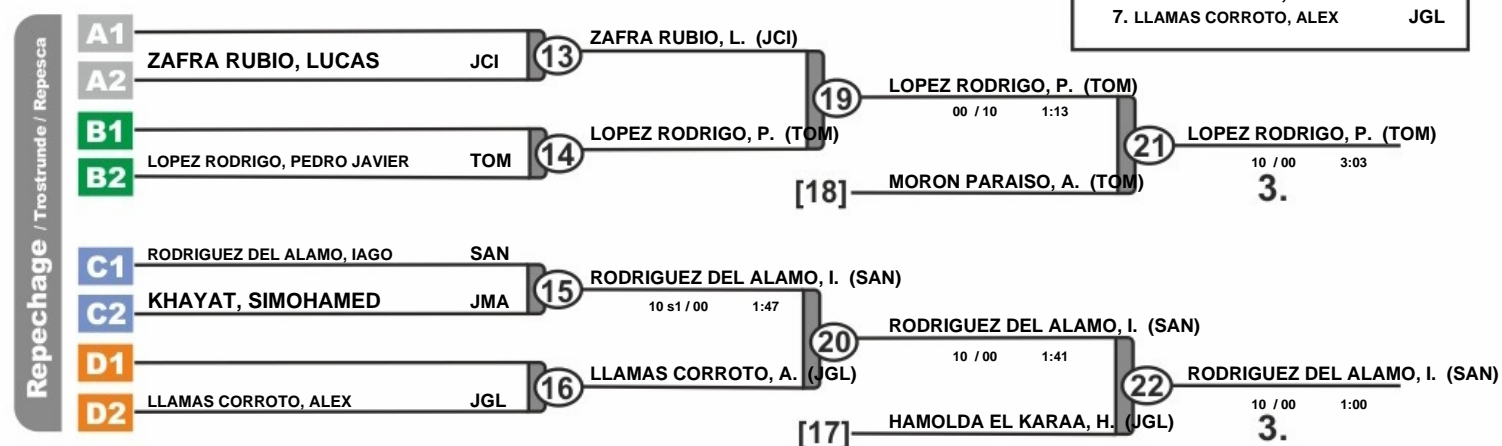 7. LLAMAS CORROTO, ALEX JGL
Repechage / Trostrunde / Repesca
A1
ZAFRA RUBIO, LUCAS JCI
A2
13
ZAFRA RUBIO, L. (JCI)
B1
LOPEZ RODRIGO, PEDRO JAVIER TOM
B2
14
LOPEZ RODRIGO, P. (TOM)
19
LOPEZ RODRIGO, P. (TOM)
00 / 10 1:13
[18]
MORON PARAISO, A. (TOM)
21
LOPEZ RODRIGO, P. (TOM)
10 / 00 3:03
3.
RODRIGUEZ DEL ALAMO, IAGO SAN
C1
KHAYAT, SIMOHAMED JMA
C2
15
RODRIGUEZ DEL ALAMO, I. (SAN)
10 s1 / 00 1:47
D1
LLAMAS CORROTO, ALEX JGL
D2
16
LLAMAS CORROTO, A. (JGL)
20
RODRIGUEZ DEL ALAMO, I. (SAN)
10 / 00 1:41
[17]
HAMOLDA EL KARAA, H. (JGL)
22
RODRIGUEZ DEL ALAMO, I. (SAN)
10 / 00 1:00
3.